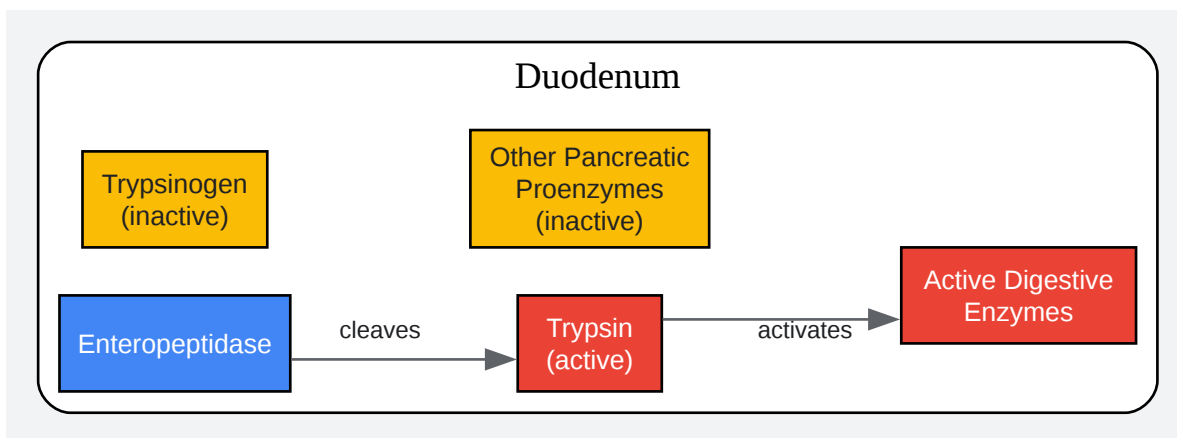 Duodenum
Trypsinogen
(inactive)
Other Pancreatic
Proenzymes
(inactive)
Enteropeptidase
cleaves
Trypsin
(active)
activates
Active Digestive
Enzymes